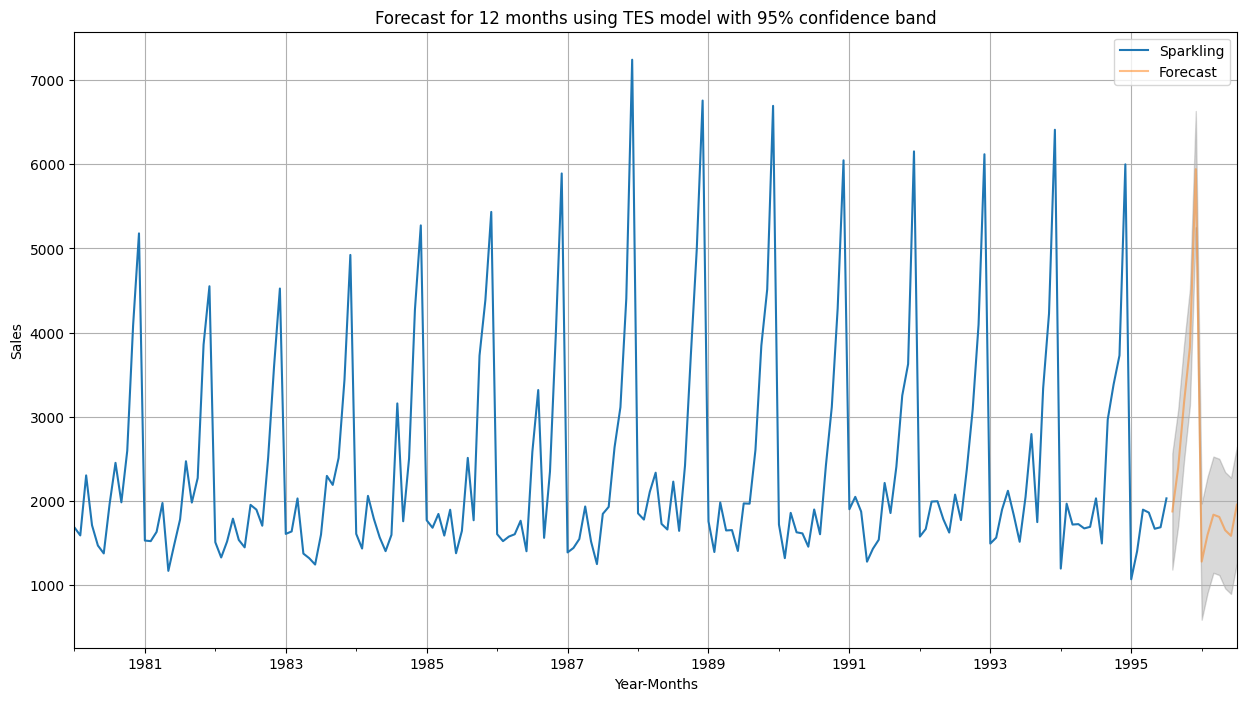 Forecast for 12 months using TES model with 95% confidence band
Sparkling
Forecast
7000
6000
5000
4000
3000
2000
1000
Sales
1981 1983 1985 1987 1989 1991 1993 1995
Year-Months